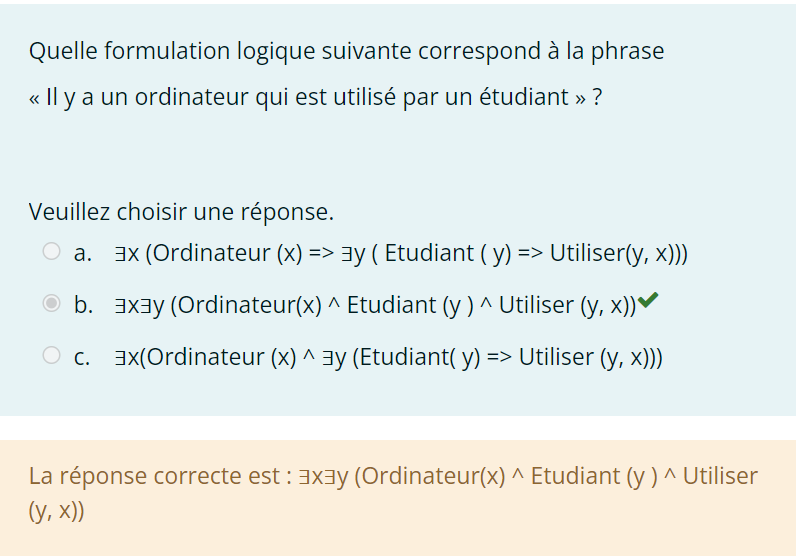 Quelle formulation logique suivante correspond à la phrase
« Il y a un ordinateur qui est utilisé par un étudiant » ?
Veuillez choisir une réponse.
a. ∃x (Ordinateur (x) => ∃y ( Etudiant ( y) => Utiliser(y, x)))
b. ∃x∃y (Ordinateur(x) ^ Etudiant (y ) ^ Utiliser (y, x))
c. ∃x(Ordinateur (x) ^ ∃y (Etudiant( y) => Utiliser (y, x)))
La réponse correcte est : ∃x∃y (Ordinateur(x) ^ Etudiant (y ) ^ Utiliser
(y, x))